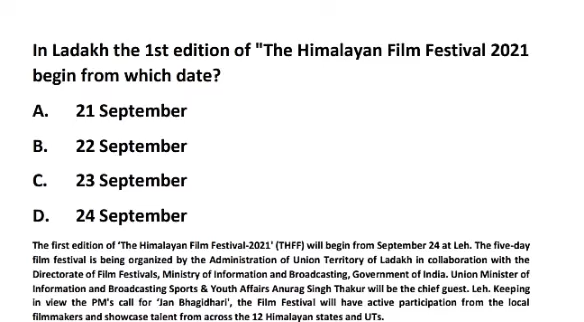 In Ladakh the 1st edition of "The Himalayan Film Festival 2021
begin from which date?
A. 21 September
B. 22 September
C. 23 September
D. 24 September
The first edition of ‘The Himalayan Film Festival-2021’ (THFF) will begin from September 24 at Leh. The five-day
film festival is being organized by the Administration of Union Territory of Ladakh in collaboration with the
Directorate of Film Festivals, Ministry of Information and Broadcasting, Government of India. Union Minister of
Information and Broadcasting Sports & Youth Affairs Anurag Singh Thakur will be the chief guest. Leh. Keeping
in view the PM's call for ‘Jan Bhagidhari’, the Film Festival will have active participation from the local
filmmakers and showcase talent from across the 12 Himalayan states and UTs.